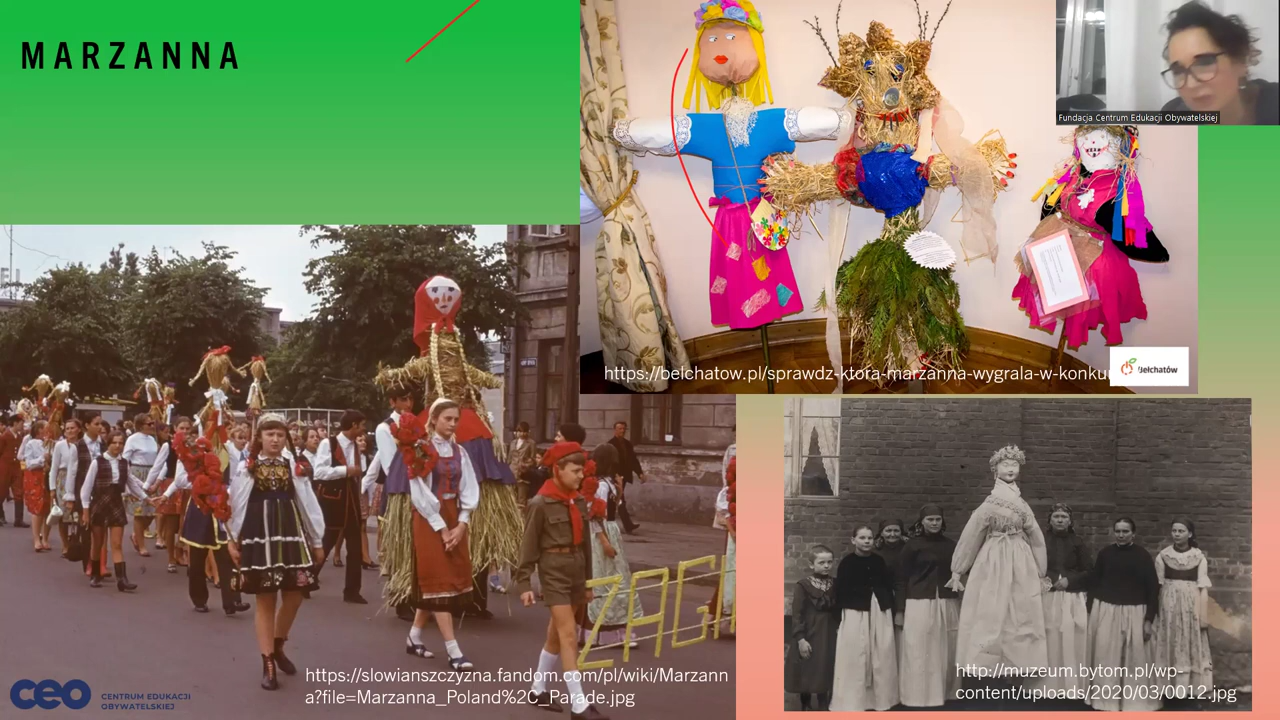 MARZANNA
Fundacja Centrum Edukacji Obywatelskiej
https://belchatow.pl/sprawdz-ktora-marzanna-wygrala-w-konku
Bełchatów
ZAGI
https://slowianszczyzna.fandom.com/pl/wiki/Marzann
a?file=Marzanna_Poland%2C_Parade.jpg
http://muzeum.bytom.pl/wp-
content/uploads/2020/03/0012.jpg
ceo CENTRUM EDUKACJI
OBYWATELSKIEJ